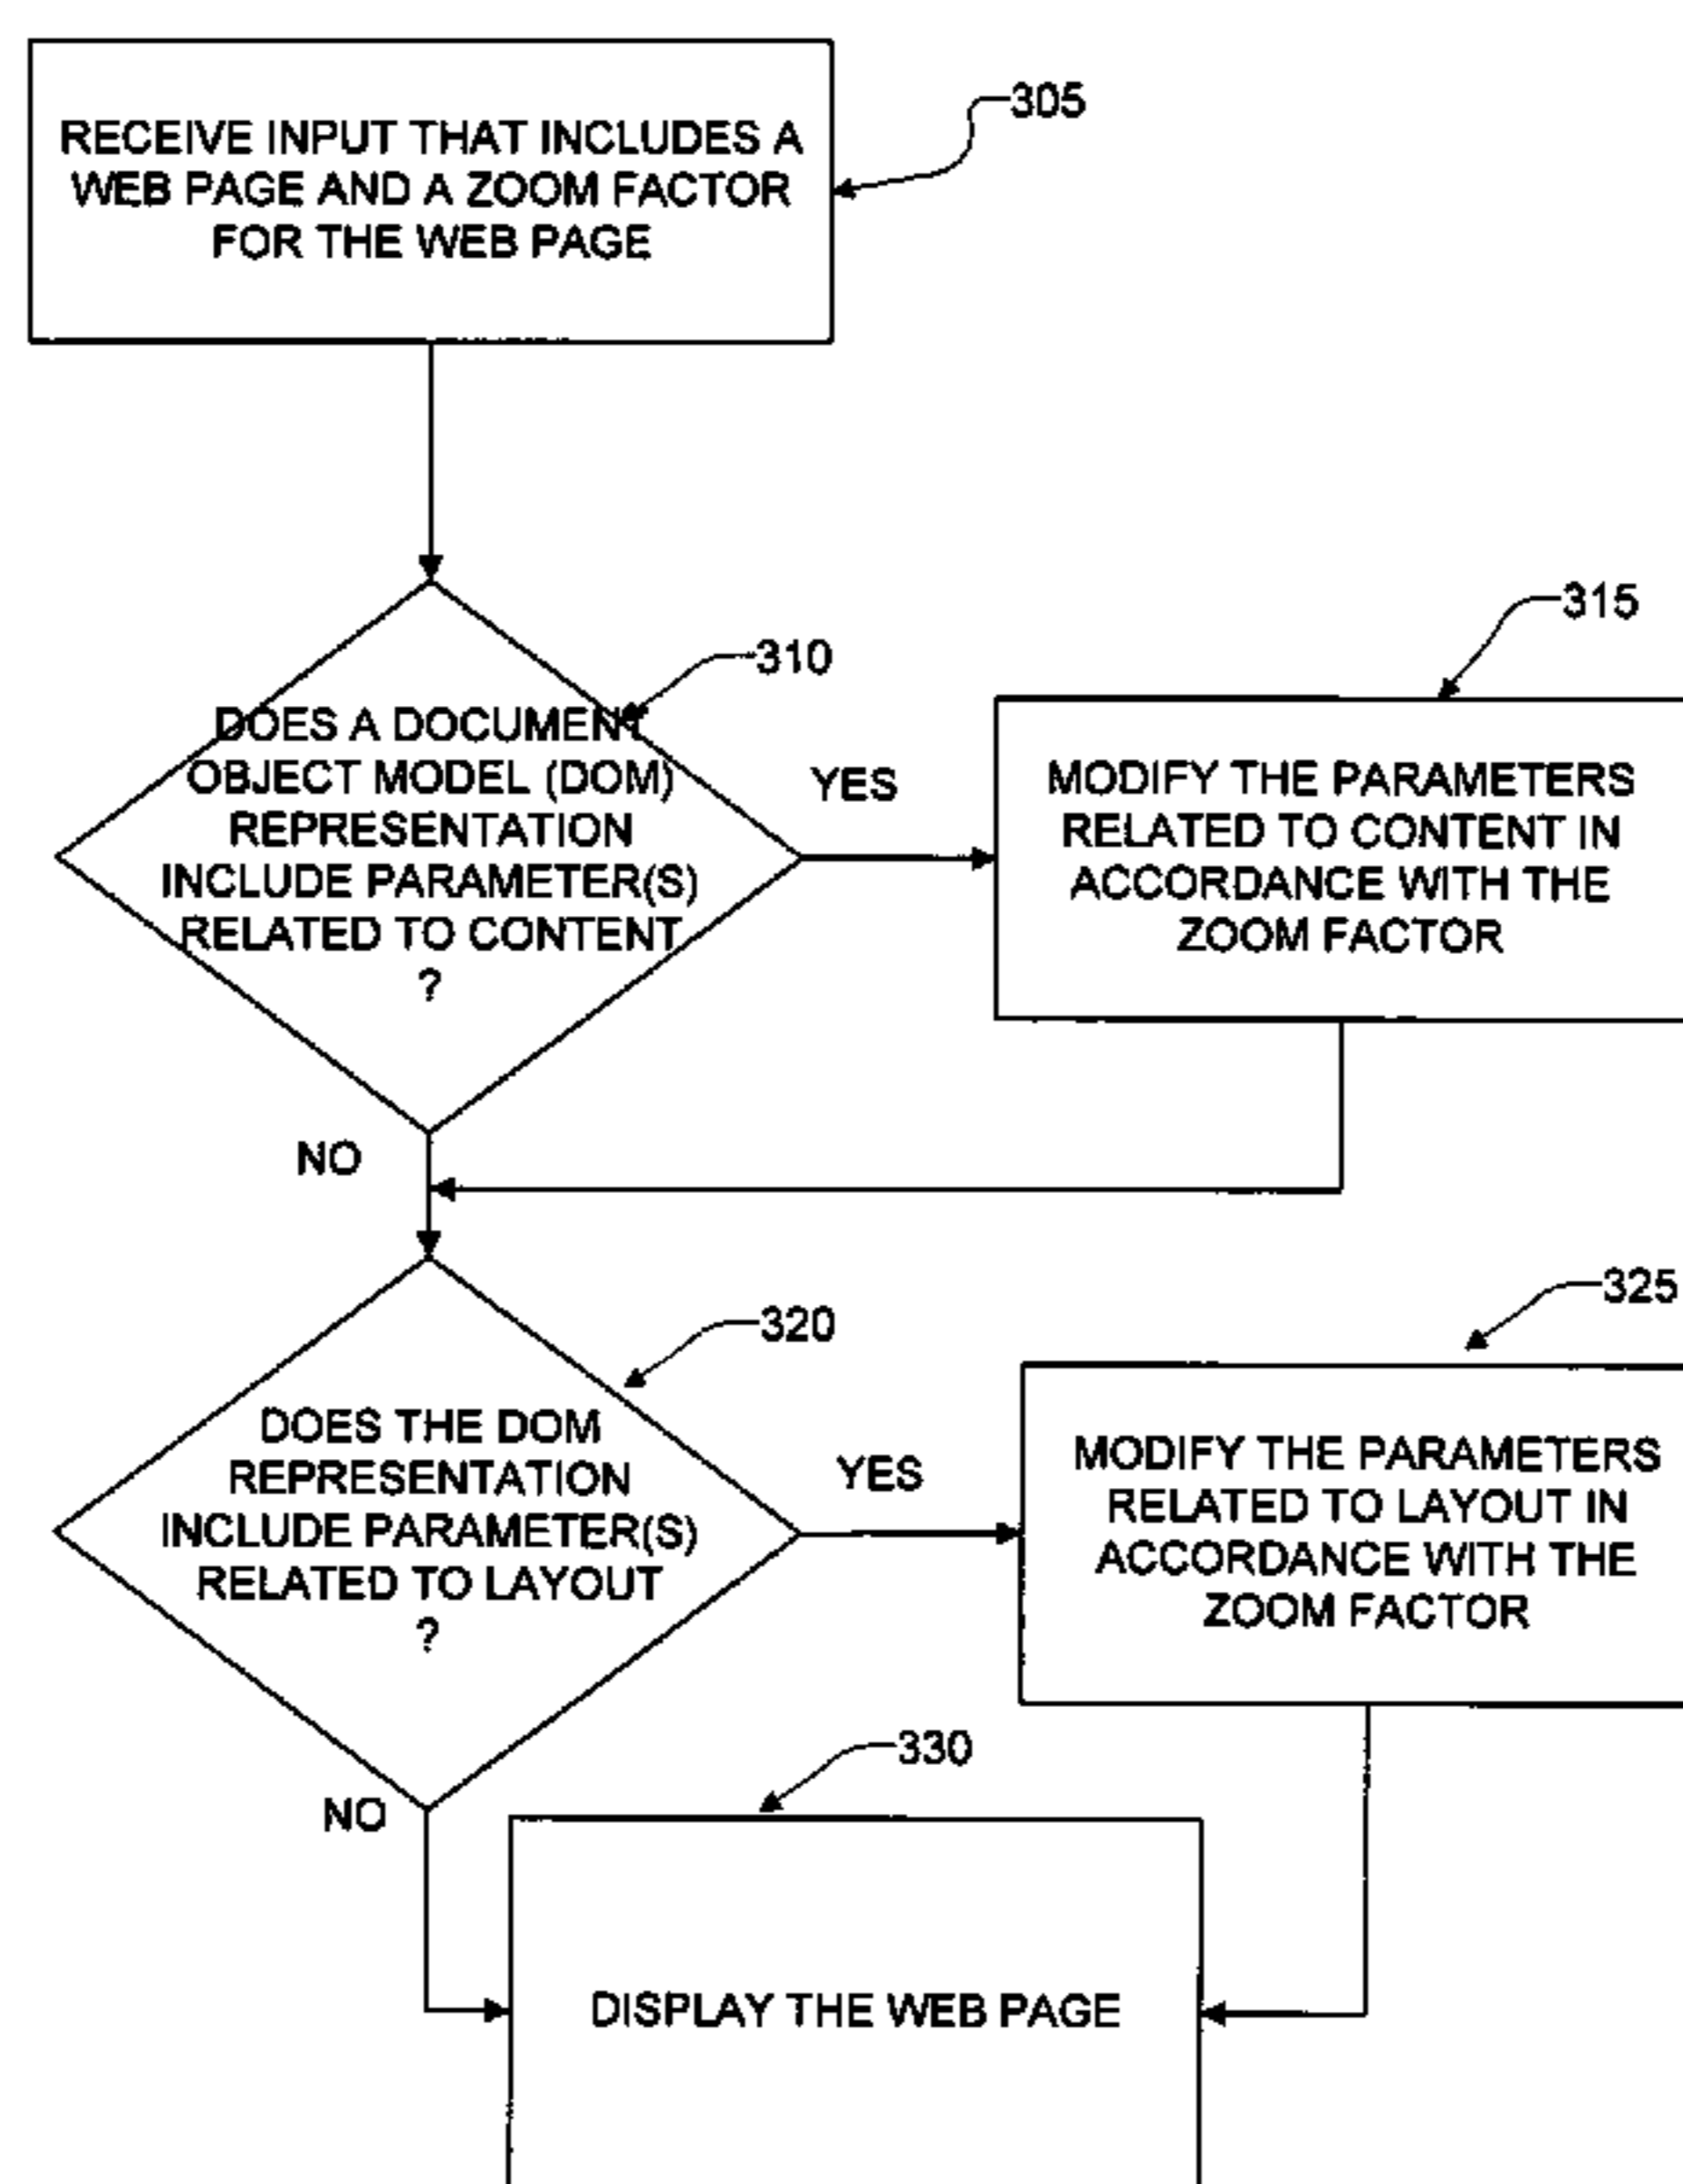 305
RECEIVE INPUT THAT INCLUDES A
WEB PAGE AND A ZOOM FACTOR
FOR THE WEB PAGE
310
DOES A DOCUMENT
OBJECT MODEL (DOM)
REPRESENTATION
INCLUDE PARAMETER(S)
RELATED TO CONTENT
?
YES
315
MODIFY THE PARAMETERS
RELATED TO CONTENT IN
ACCORDANCE WITH THE
ZOOM FACTOR
NO
320
DOES THE DOM
REPRESENTATION
INCLUDE PARAMETER(S)
RELATED TO LAYOUT
?
YES
325
MODIFY THE PARAMETERS
RELATED TO LAYOUT IN
ACCORDANCE WITH THE
ZOOM FACTOR
NO
330
DISPLAY THE WEB PAGE